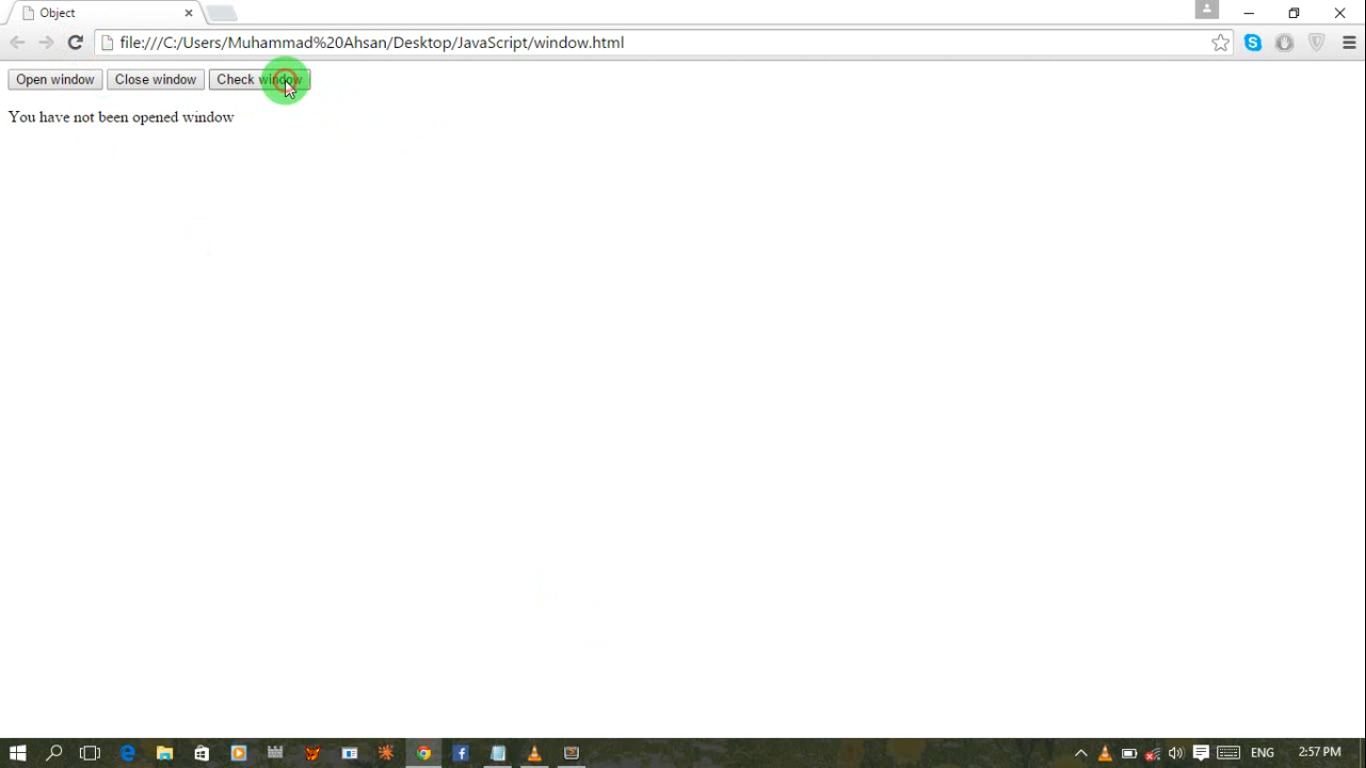 Object
file:///C:/Users/Muhammad%20Ahsan/Desktop/JavaScript/window.html
Open window Close window Check window
You have not been opened window
ENG 2:57 PM